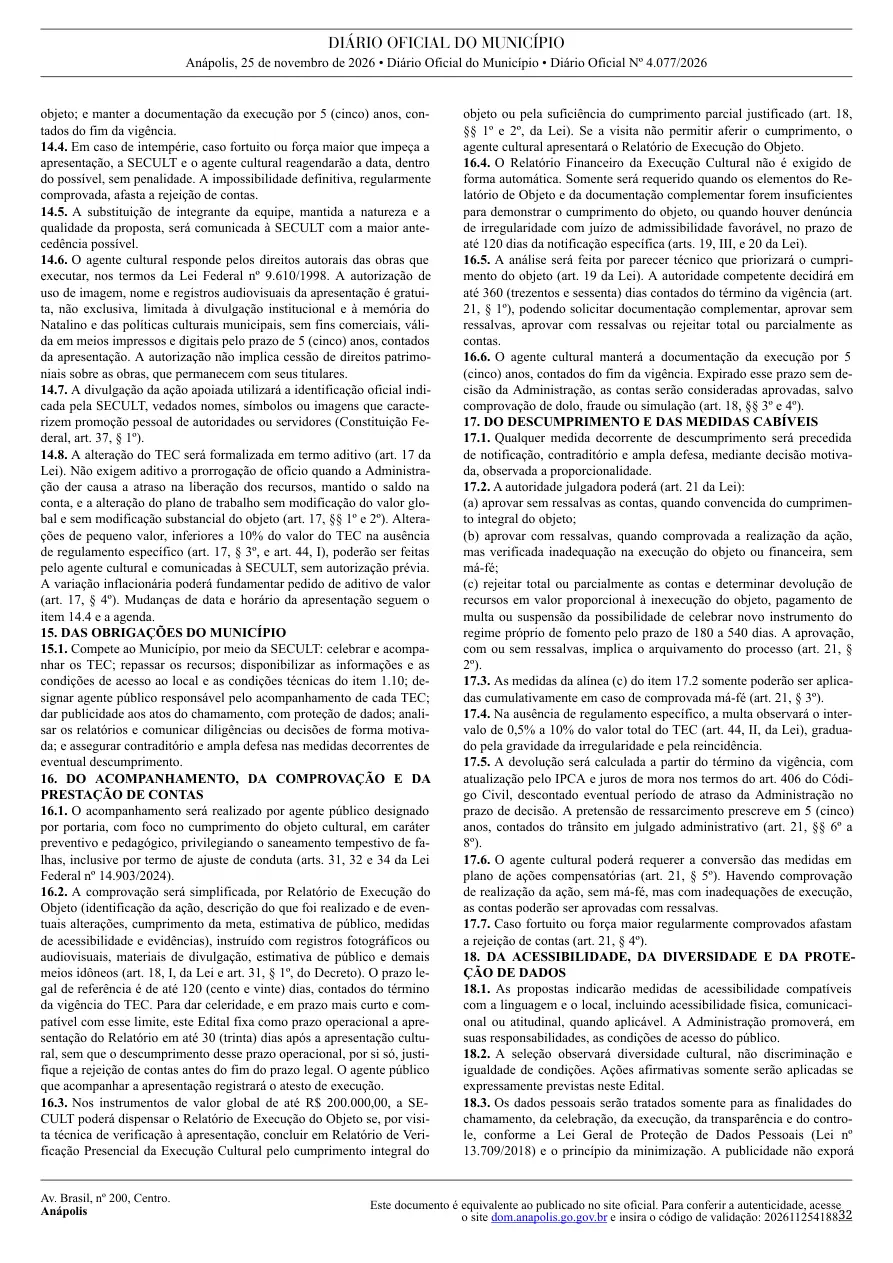 DIÁRIO OFICIAL DO MUNICÍPIO
Anápolis, 25 de novembro de 2026 • Diário Oficial do Município • Diário Oficial Nº 4.077/2026
objeto; e manter a documentação da execução por 5 (cinco) anos, con-
tados do fim da vigência.
14.4. Em caso de intempérie, caso fortuito ou força maior que impeça a
apresentação, a SECULT e o agente cultural reagendarão a data, dentro
do possível, sem penalidade. A impossibilidade definitiva, regularmente
comprovada, afasta a rejeição de contas.
14.5. A substituição de integrante da equipe, mantida a natureza e a
qualidade da proposta, será comunicada à SECULT com a maior ante-
cedência possível.
14.6. O agente cultural responde pelos direitos autorais das obras que
executar, nos termos da Lei Federal nº 9.610/1998. A autorização de
uso de imagem, nome e registros audiovisuais da apresentação é gratui-
ta, não exclusiva, limitada à divulgação institucional e à memória do
Natalino e das políticas culturais municipais, sem fins comerciais, váli-
da em meios impressos e digitais pelo prazo de 5 (cinco) anos, contados
da apresentação. A autorização não implica cessão de direitos patrimo-
niais sobre as obras, que permanecem com seus titulares.
14.7. A divulgação da ação apoiada utilizará a identificação oficial indi-
cada pela SECULT, vedados nomes, símbolos ou imagens que caracte-
rizem promoção pessoal de autoridades ou servidores (Constituição Fe-
deral, art. 37, § 1º).
14.8. A alteração do TEC será formalizada em termo aditivo (art. 17 da
Lei). Não exigem aditivo a prorrogação de ofício quando a Administra-
ção der causa a atraso na liberação dos recursos, mantido o saldo na
conta, e a alteração do plano de trabalho sem modificação do valor glo-
bal e sem modificação substancial do objeto (art. 17, §§ 1º e 2º). Altera-
ções de pequeno valor, inferiores a 10% do valor do TEC na ausência
de regulamento específico (art. 17, § 3º, e art. 44, I), poderão ser feitas
pelo agente cultural e comunicadas à SECULT, sem autorização prévia.
A variação inflacionária poderá fundamentar pedido de aditivo de valor
(art. 17, § 4º). Mudanças de data e horário da apresentação seguem o
item 14.4 e a agenda.
15. DAS OBRIGAÇÕES DO MUNICÍPIO
15.1. Compete ao Município, por meio da SECULT: celebrar e acompa-
nhar os TEC; repassar os recursos; disponibilizar as informações e as
condições de acesso ao local e as condições técnicas do item 1.10; de-
signar agente público responsável pelo acompanhamento de cada TEC;
dar publicidade aos atos do chamamento, com proteção de dados; anali-
sar os relatórios e comunicar diligências ou decisões de forma motiva-
da; e assegurar contraditório e ampla defesa nas medidas decorrentes de
eventual descumprimento.
16. DO ACOMPANHAMENTO, DA COMPROVAÇÃO E DA
PRESTAÇÃO DE CONTAS
16.1. O acompanhamento será realizado por agente público designado
por portaria, com foco no cumprimento do objeto cultural, em caráter
preventivo e pedagógico, privilegiando o saneamento tempestivo de fa-
lhas, inclusive por termo de ajuste de conduta (arts. 31, 32 e 34 da Lei
Federal nº 14.903/2024).
16.2. A comprovação será simplificada, por Relatório de Execução do
Objeto (identificação da ação, descrição do que foi realizado e de even-
tuais alterações, cumprimento da meta, estimativa de público, medidas
de acessibilidade e evidências), instruído com registros fotográficos ou
audiovisuais, materiais de divulgação, estimativa de público e demais
meios idôneos (art. 18, I, da Lei e art. 31, § 1º, do Decreto). O prazo le-
gal de referência é de até 120 (cento e vinte) dias, contados do término
da vigência do TEC. Para dar celeridade, e em prazo mais curto e com-
patível com esse limite, este Edital fixa como prazo operacional a apre-
sentação do Relatório em até 30 (trinta) dias após a apresentação cultu-
ral, sem que o descumprimento desse prazo operacional, por si só, justi-
fique a rejeição de contas antes do fim do prazo legal. O agente público
que acompanhar a apresentação registrará o atesto de execução.
16.3. Nos instrumentos de valor global de até R$ 200.000,00, a SE-
CULT poderá dispensar o Relatório de Execução do Objeto se, por visi-
ta técnica de verificação à apresentação, concluir em Relatório de Veri-
ficação Presencial da Execução Cultural pelo cumprimento integral do
objeto ou pela suficiência do cumprimento parcial justificado (art. 18,
§§ 1º e 2º, da Lei). Se a visita não permitir aferir o cumprimento, o
agente cultural apresentará o Relatório de Execução do Objeto.
16.4. O Relatório Financeiro da Execução Cultural não é exigido de
forma automática. Somente será requerido quando os elementos do Re-
latório de Objeto e da documentação complementar forem insuficientes
para demonstrar o cumprimento do objeto, ou quando houver denúncia
de irregularidade com juízo de admissibilidade favorável, no prazo de
até 120 dias da notificação específica (arts. 19, III, e 20 da Lei).
16.5. A análise será feita por parecer técnico que priorizará o cumpri-
mento do objeto (art. 19 da Lei). A autoridade competente decidirá em
até 360 (trezentos e sessenta) dias contados do término da vigência (art.
21, § 1º), podendo solicitar documentação complementar, aprovar sem
ressalvas, aprovar com ressalvas ou rejeitar total ou parcialmente as
contas.
16.6. O agente cultural manterá a documentação da execução por 5
(cinco) anos, contados do fim da vigência. Expirado esse prazo sem de-
cisão da Administração, as contas serão consideradas aprovadas, salvo
comprovação de dolo, fraude ou simulação (art. 18, §§ 3º e 4º).
17. DO DESCUMPRIMENTO E DAS MEDIDAS CABÍVEIS
17.1. Qualquer medida decorrente de descumprimento será precedida
de notificação, contraditório e ampla defesa, mediante decisão motiva-
da, observada a proporcionalidade.
17.2. A autoridade julgadora poderá (art. 21 da Lei):
(a) aprovar sem ressalvas as contas, quando convencida do cumprimen-
to integral do objeto;
(b) aprovar com ressalvas, quando comprovada a realização da ação,
mas verificada inadequação na execução do objeto ou financeira, sem
má-fé;
(c) rejeitar total ou parcialmente as contas e determinar devolução de
recursos em valor proporcional à inexecução do objeto, pagamento de
multa ou suspensão da possibilidade de celebrar novo instrumento do
regime próprio de fomento pelo prazo de 180 a 540 dias. A aprovação,
com ou sem ressalvas, implica o arquivamento do processo (art. 21, §
2º).
17.3. As medidas da alínea (c) do item 17.2 somente poderão ser aplica-
das cumulativamente em caso de comprovada má-fé (art. 21, § 3º).
17.4. Na ausência de regulamento específico, a multa observará o inter-
valo de 0,5% a 10% do valor total do TEC (art. 44, II, da Lei), gradua-
do pela gravidade da irregularidade e pela reincidência.
17.5. A devolução será calculada a partir do término da vigência, com
atualização pelo IPCA e juros de mora nos termos do art. 406 do Códi-
go Civil, descontado eventual período de atraso da Administração no
prazo de decisão. A pretensão de ressarcimento prescreve em 5 (cinco)
anos, contados do trânsito em julgado administrativo (art. 21, §§ 6º a
8º).
17.6. O agente cultural poderá requerer a conversão das medidas em
plano de ações compensatórias (art. 21, § 5º). Havendo comprovação
de realização da ação, sem má-fé, mas com inadequações de execução,
as contas poderão ser aprovadas com ressalvas.
17.7. Caso fortuito ou força maior regularmente comprovados afastam
a rejeição de contas (art. 21, § 4º).
18. DA ACESSIBILIDADE, DA DIVERSIDADE E DA PROTE-
ÇÃO DE DADOS
18.1. As propostas indicarão medidas de acessibilidade compatíveis
com a linguagem e o local, incluindo acessibilidade física, comunicaci-
onal ou atitudinal, quando aplicável. A Administração promoverá, em
suas responsabilidades, as condições de acesso do público.
18.2. A seleção observará diversidade cultural, não discriminação e
igualdade de condições. Ações afirmativas somente serão aplicadas se
expressamente previstas neste Edital.
18.3. Os dados pessoais serão tratados somente para as finalidades do
chamamento, da celebração, da execução, da transparência e do contro-
le, conforme a Lei Geral de Proteção de Dados Pessoais (Lei nº
13.709/2018) e o princípio da minimização. A publicidade não exporá
Av. Brasil, nº 200, Centro.
Anápolis
Este documento é equivalente ao publicado no site oficial. Para conferir a autenticidade, acesse
o site dom.anapolis.go.gov.br e insira o código de validação: 202611254188
32